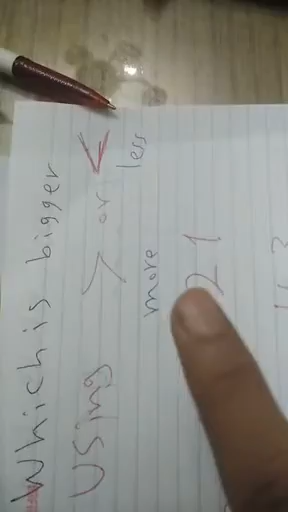 Which is bigger
Using > or <
more less
21